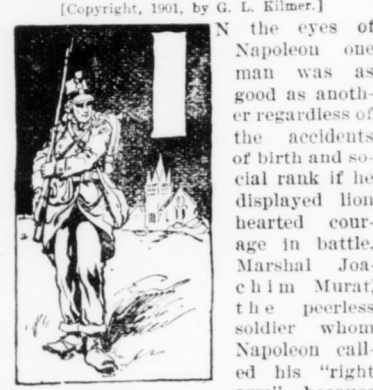 [Copyright, 1901, by G. L. Kilmer.]
N the eyes of
Napoleon one
man was as
good as anoth-
er regardless of
the accidents
of birth and so-
cial rank if he
displayed lion
hearted cour-
age in battle.
Marshal Joa-
chim Murat,
the peerless
soldier whom
Napoleon call-
ed his "right